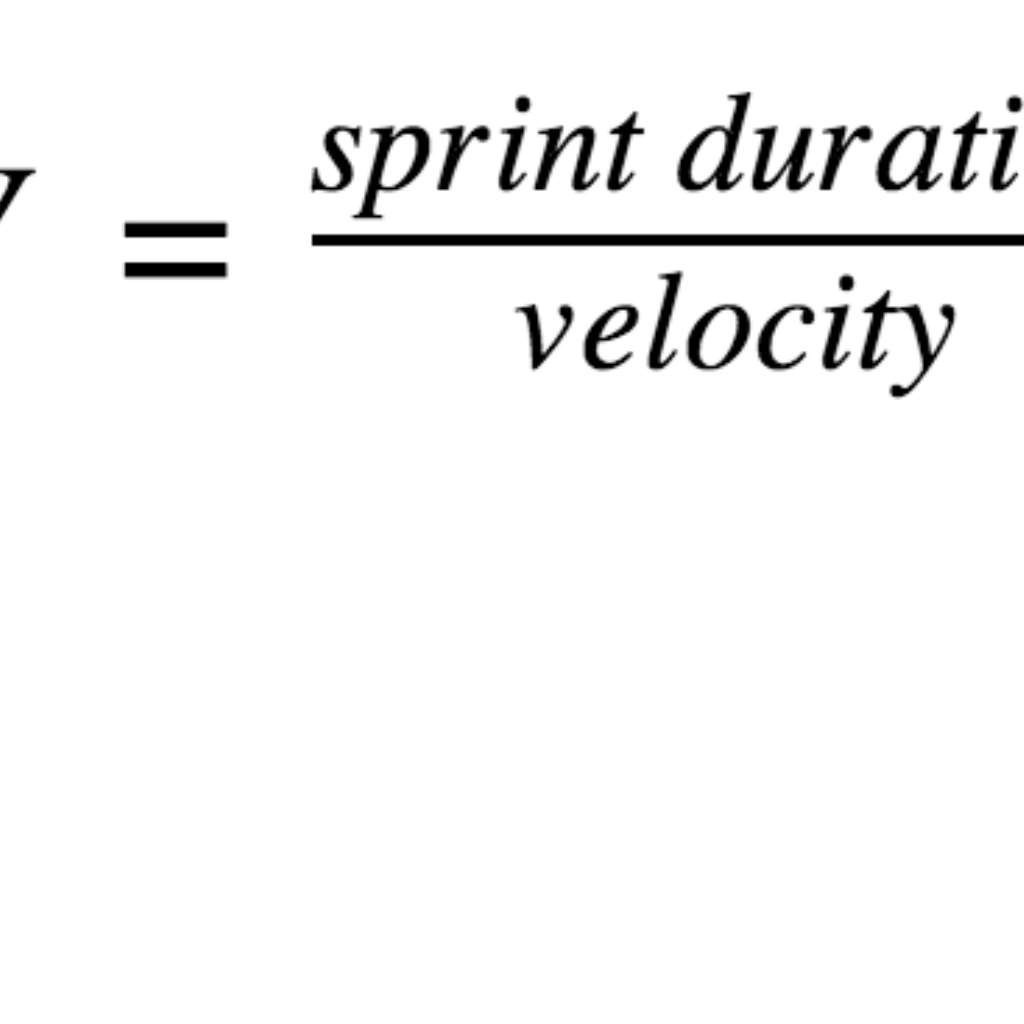 = sprint durati
velocity